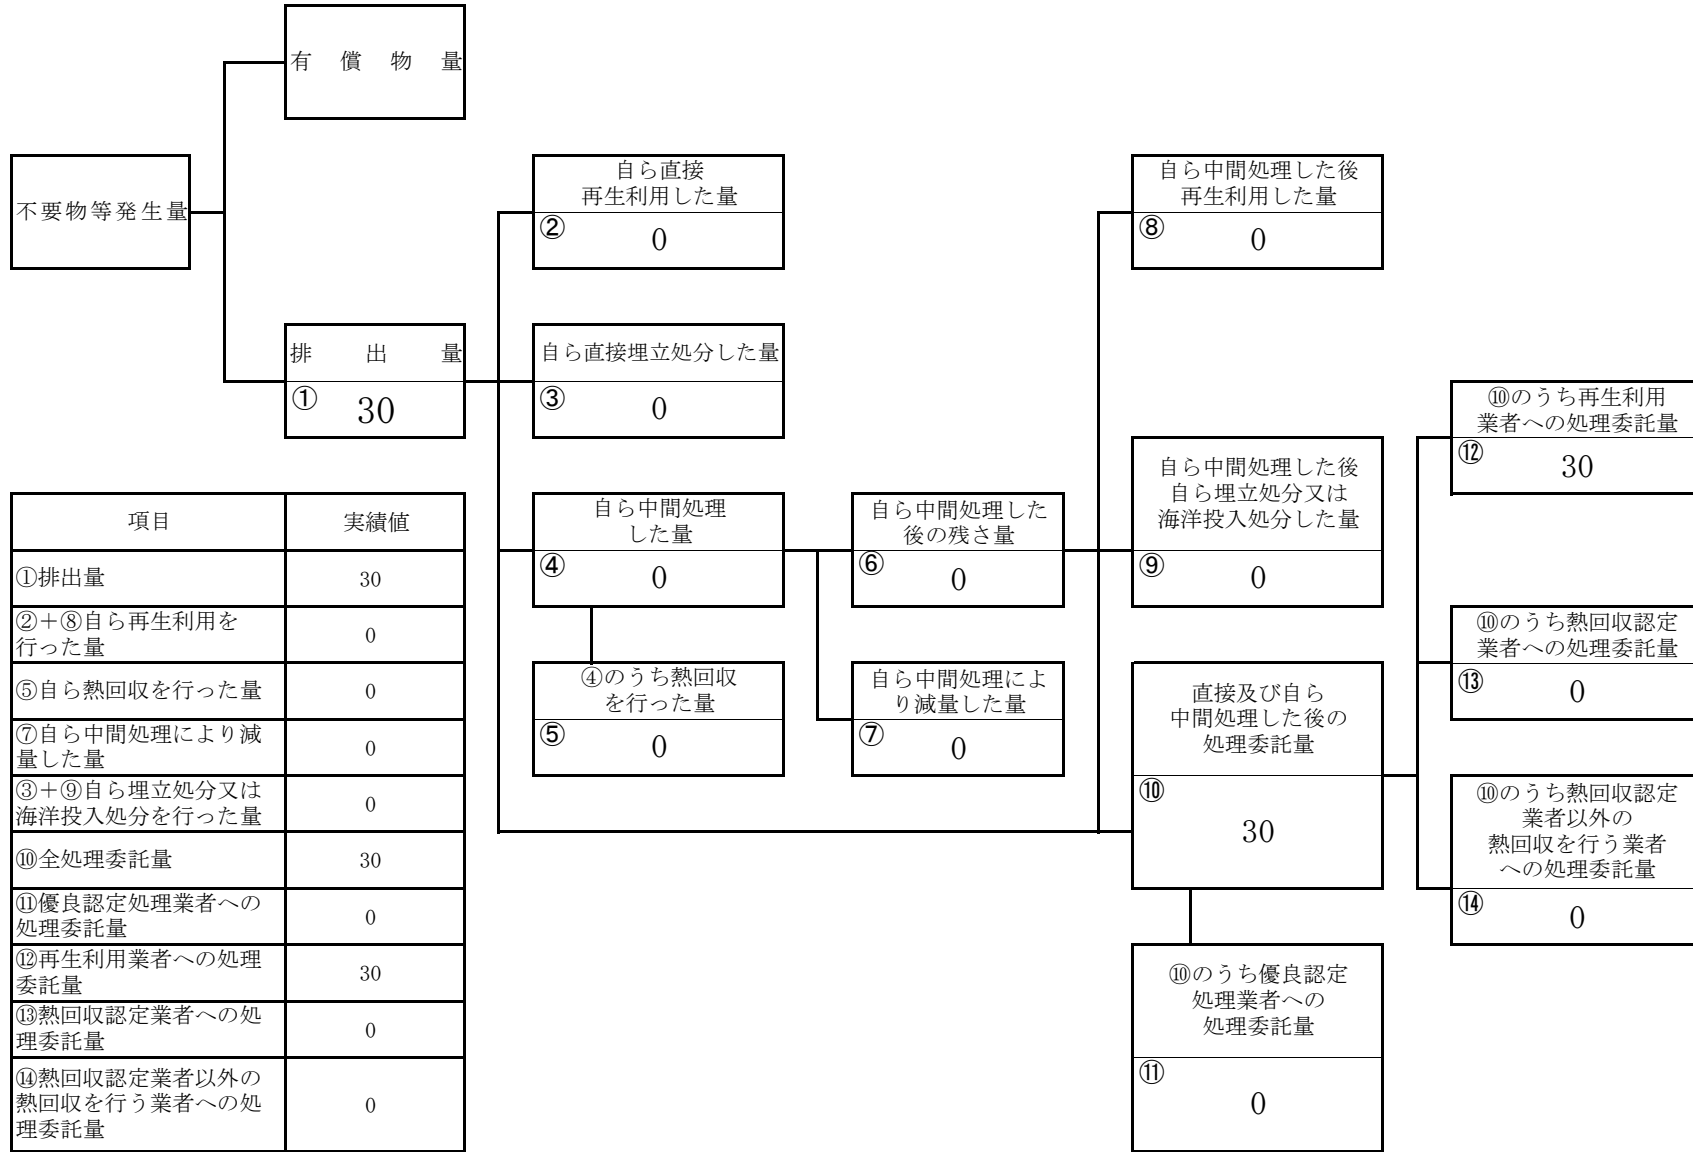 有償物量
不要物等発生量
自ら直接
再生利用した量
②
0
自ら中間処理した後
再生利用した量
⑧
0
排出量
①
30
自ら直接埋立処分した量
③
0
⑩のうち再生利用
業者への処理委託量
⑫
30
自ら中間処理
した量
④
0
自ら中間処理した
後の残さ量
⑥
0
自ら中間処理した後
自ら埋立処分又は
海洋投入処分した量
⑨
0
④のうち熱回収
を行った量
⑤
0
自ら中間処理によ
り減量した量
⑦
0
直接及び自ら
中間処理した後の
処理委託量
⑩
30
⑩のうち熱回収認定
業者への処理委託量
⑬
0
⑩のうち熱回収認定
業者以外の
熱回収を行う業者
への処理委託量
⑭
0
⑩のうち優良認定
処理業者への
処理委託量
⑪
0
項目 実績値
①排出量 30
②+⑧自ら再生利用を
行った量 0
⑤自ら熱回収を行った量 0
⑦自ら中間処理により減
量した量 0
③+⑨自ら埋立処分又は
海洋投入処分を行った量 0
⑩全処理委託量 30
⑪優良認定処理業者への
処理委託量 0
⑫再生利用業者への処理
委託量 30
⑬熱回収認定業者への処
理委託量 0
⑭熱回収認定業者以外の
熱回収を行う業者への処
理委託量 0